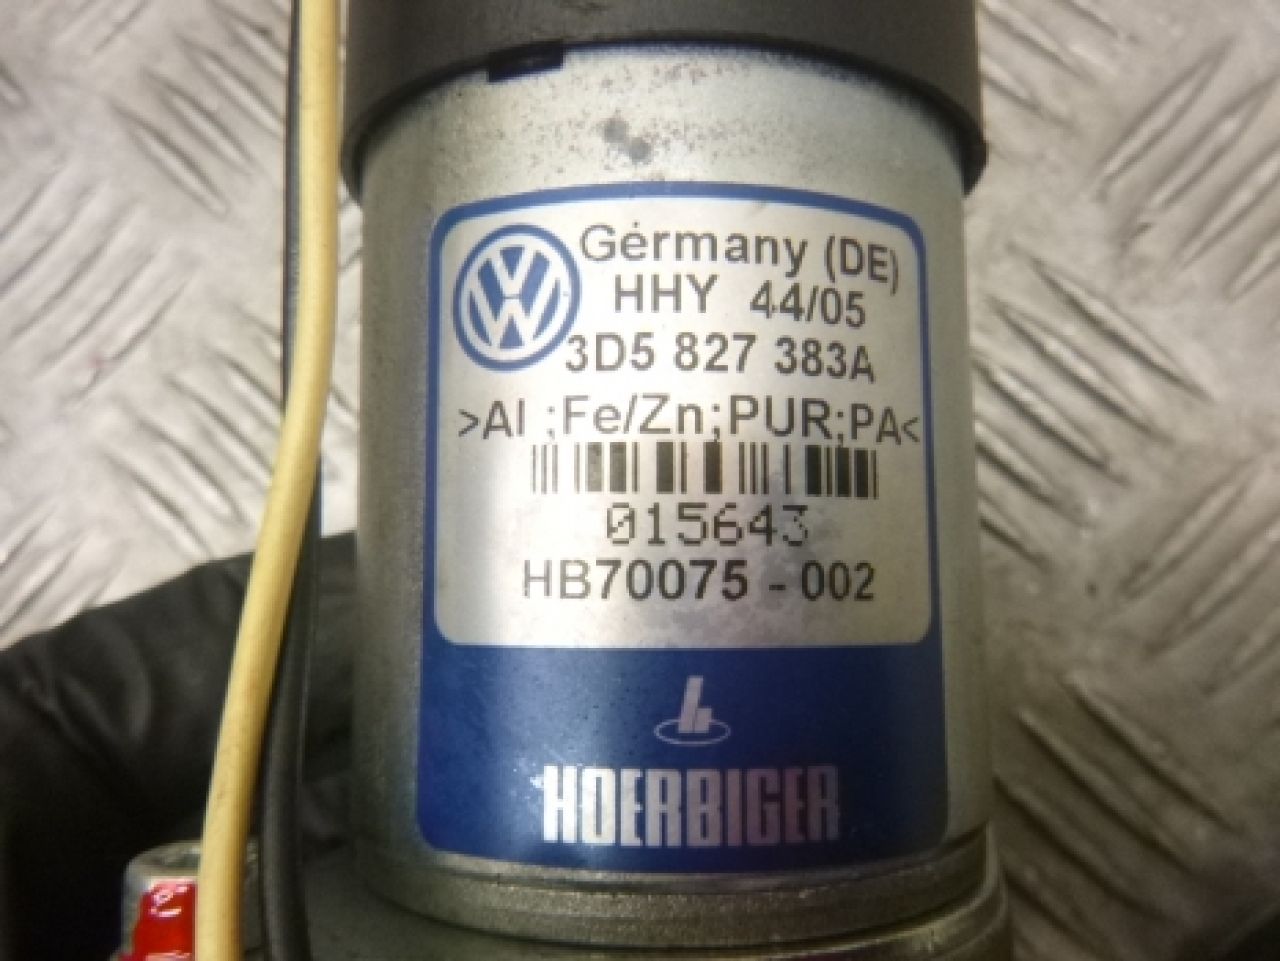 Germany (DE)
HHY 44/05
3D5 827 383A
>Al ;Fe/Zn;PUR;PA<
015643
HB70075 - 002
HOERBIGER